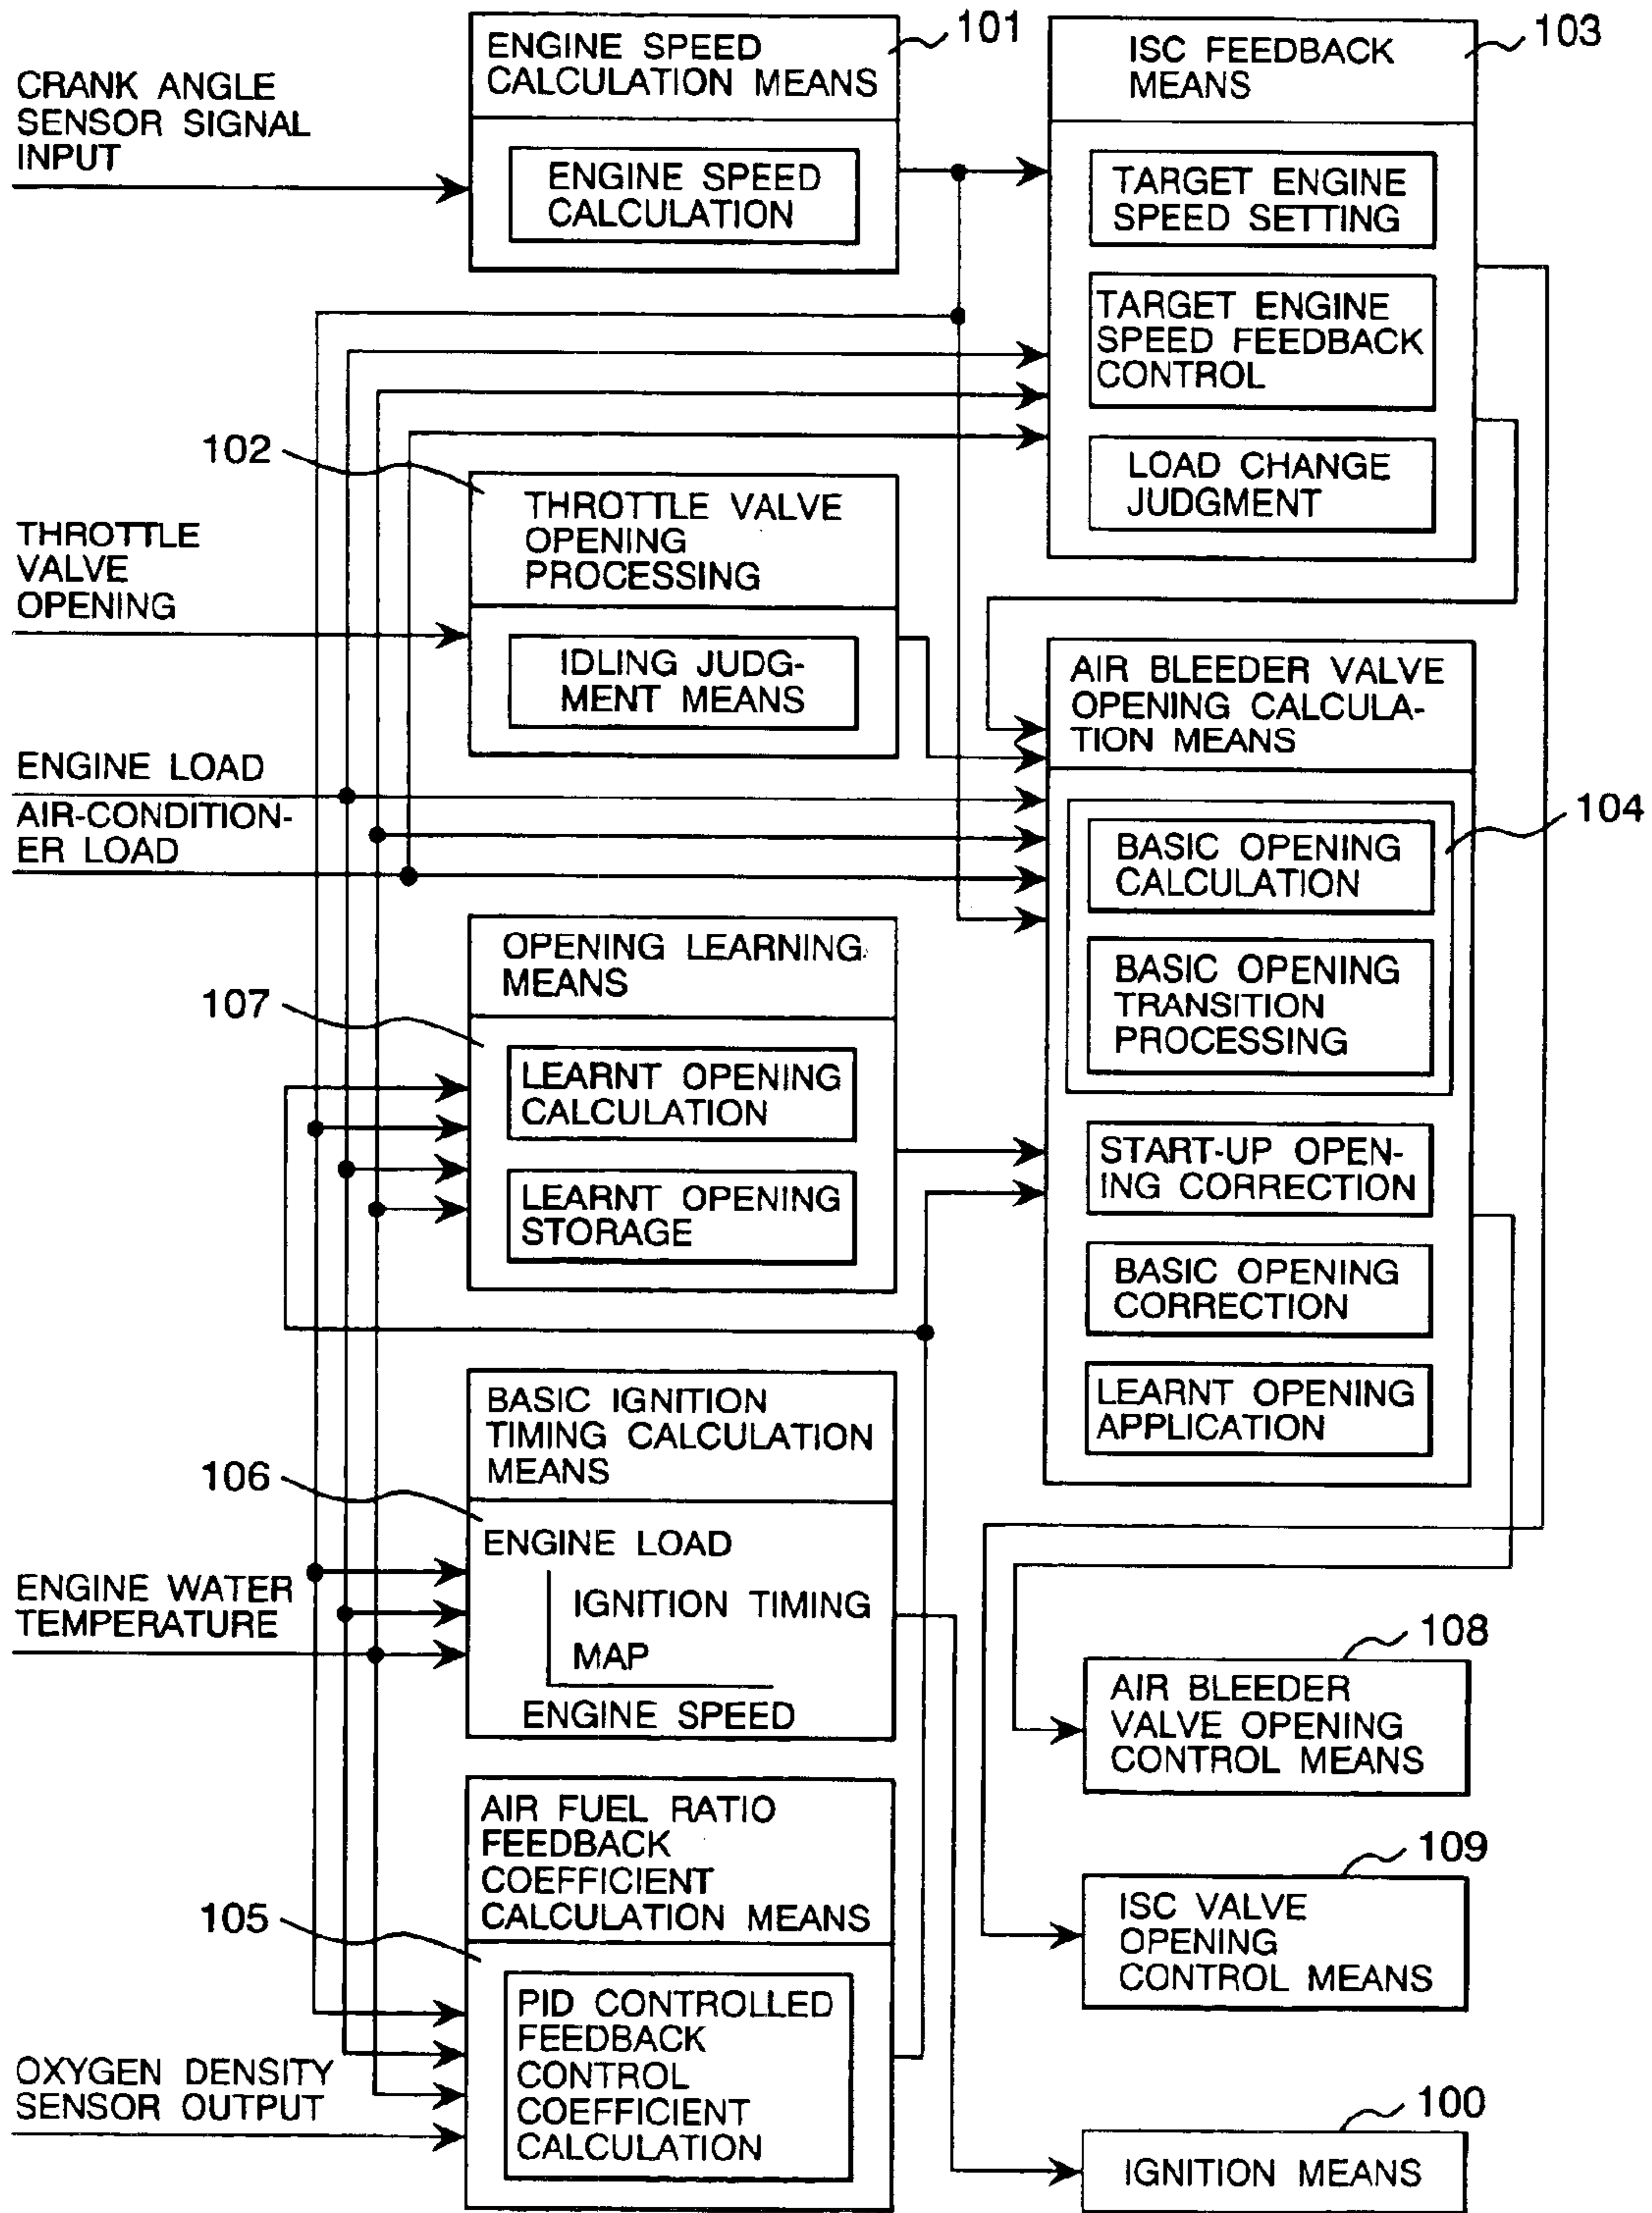 101
ENGINE SPEED
CALCULATION MEANS
ENGINE SPEED
CALCULATION
CRANK ANGLE
SENSOR SIGNAL
INPUT
103
ISC FEEDBACK
MEANS
TARGET ENGINE
SPEED SETTING
TARGET ENGINE
SPEED FEEDBACK
CONTROL
LOAD CHANGE
JUDGMENT
102
THROTTLE VALVE
OPENING
PROCESSING
IDLING JUDG-
MENT MEANS
THROTTLE
VALVE
OPENING
ENGINE LOAD
AIR-CONDITION-
ER LOAD
AIR BLEEDER VALVE
OPENING CALCULA-
TION MEANS
104
BASIC OPENING
CALCULATION
BASIC OPENING
TRANSITION
PROCESSING
START-UP OPEN-
ING CORRECTION
BASIC OPENING
CORRECTION
LEARNT OPENING
APPLICATION
107
OPENING LEARNING
MEANS
LEARNT OPENING
CALCULATION
LEARNT OPENING
STORAGE
106
BASIC IGNITION
TIMING CALCULATION
MEANS
ENGINE LOAD
IGNITION TIMING
MAP
ENGINE SPEED
ENGINE WATER
TEMPERATURE
105
AIR FUEL RATIO
FEEDBACK
COEFFICIENT
CALCULATION MEANS
PID CONTROLLED
FEEDBACK
CONTROL
COEFFICIENT
CALCULATION
OXYGEN DENSITY
SENSOR OUTPUT
108
AIR BLEEDER
VALVE OPENING
CONTROL MEANS
109
ISC VALVE
OPENING
CONTROL MEANS
100
IGNITION MEANS